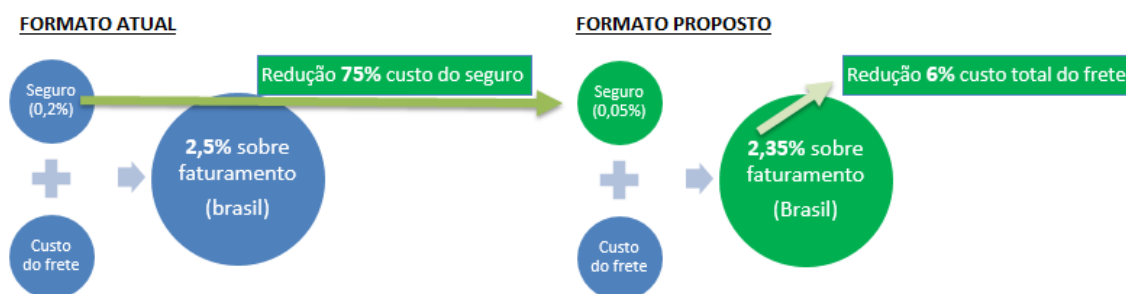 FORMATO ATUAL
Seguro
(0,2%)
Redução 75% custo do seguro
2,5% sobre
faturamento
(brasil)
Custo
do frete
FORMATO PROPOSTO
Seguro
(0,05%)
Redução 6% custo total do frete
2,35% sobre
faturamento
(Brasil)
Custo
do frete